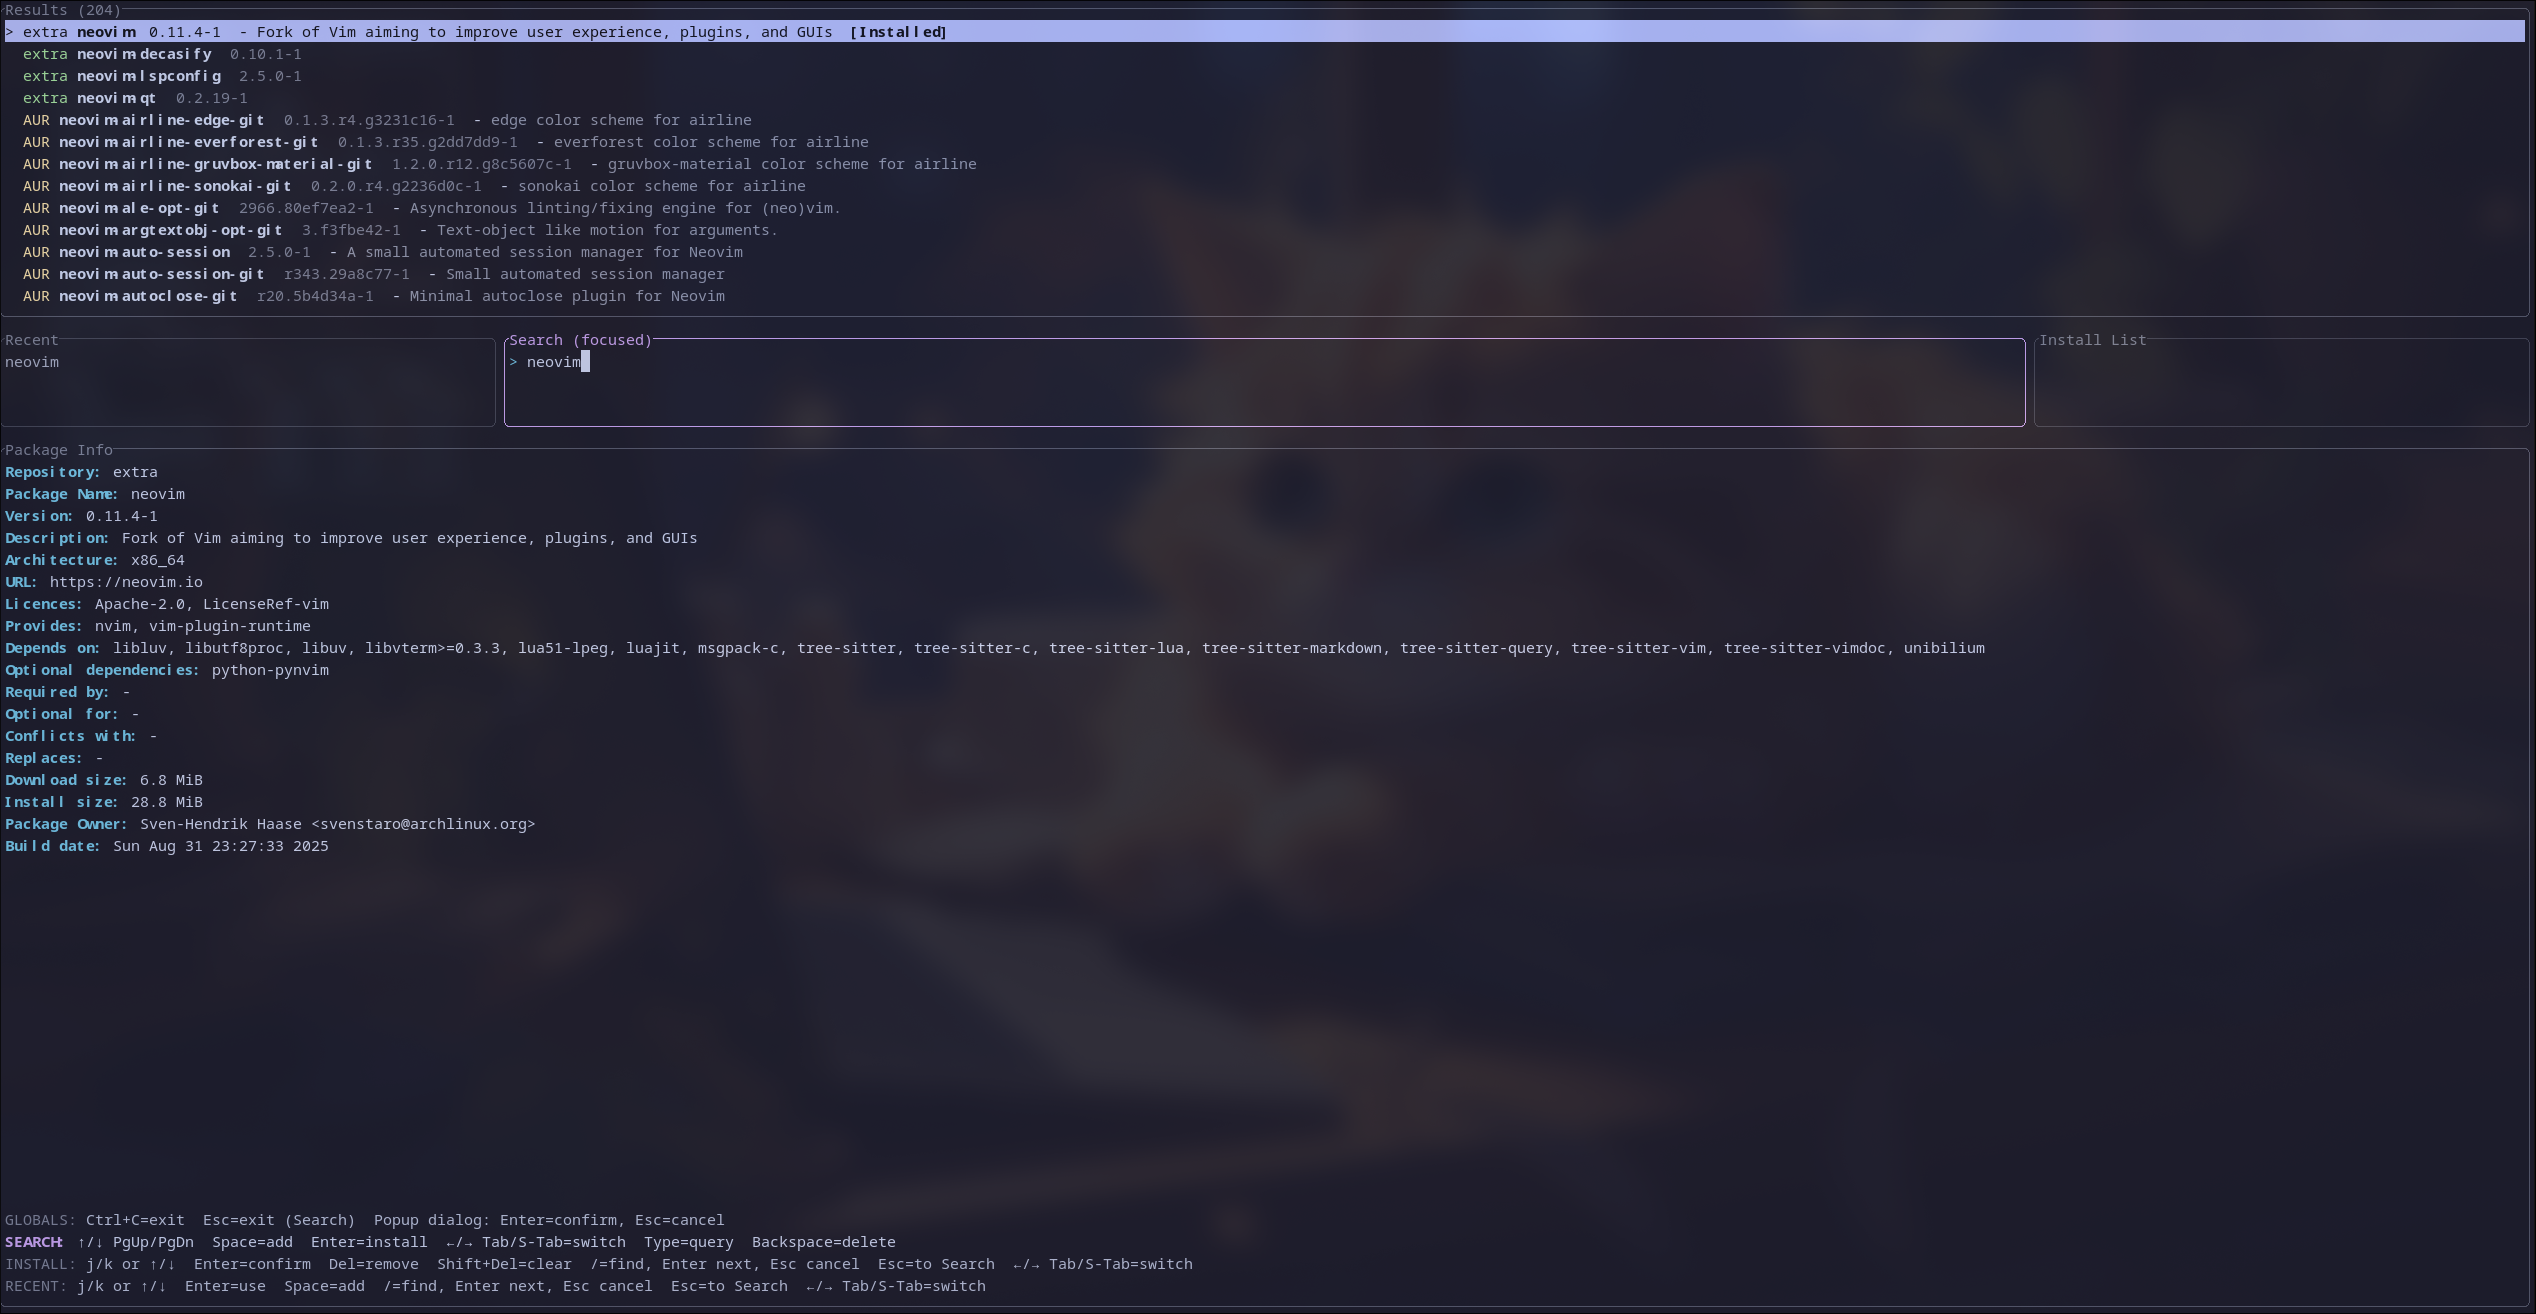 Results (204)
> extra neovim 0.11.4-1 - Fork of Vim aiming to improve user experience, plugins, and GUIs [Installed]
extra neovim-decasify 0.10.1-1
extra neovim-lspconfig 2.5.0-1
extra neovim-qt 0.2.19-1
AUR neovim-airline-edge-git 0.1.3.r4.g3231c16-1 - edge color scheme for airline
AUR neovim-airline-everforest-git 0.1.3.r35.g2dd7dd9-1 - everforest color scheme for airline
AUR neovim-airline-gruvbox-material-git 1.2.0.r12.g8c5607c-1 - gruvbox-material color scheme for airline
AUR neovim-airline-sonokai-git 0.2.0.r4.g2236d0c-1 - sonokai color scheme for airline
AUR neovim-ale-opt-git 2966.80ef7ea2-1 - Asynchronous linting/fixing engine for (neo)vim.
AUR neovim-argtextobj-opt-git 3.f3fbe42-1 - Text-object like motion for arguments.
AUR neovim-auto-session 2.5.0-1 - A small automated session manager for Neovim
AUR neovim-auto-session-git r343.29a8c77-1 - Small automated session manager
AUR neovim-autoclose-git r20.5b4d34a-1 - Minimal autoclose plugin for Neovim
Recent
neovim
Search (focused)
> neovim
Install List
Package Info
Repository: extra
Package Name: neovim
Version: 0.11.4-1
Description: Fork of Vim aiming to improve user experience, plugins, and GUIs
Architecture: x86_64
URL: https://neovim.io
Licences: Apache-2.0, LicenseRef-vim
Provides: nvim, vim-plugin-runtime
Depends on: libluv, libutf8proc, libuv, libvterm>=0.3.3, lua51-lpeg, luajit, msgpack-c, tree-sitter, tree-sitter-c, tree-sitter-lua, tree-sitter-markdown, tree-sitter-query, tree-sitter-vim, tree-sitter-vimdoc, unibilium
Optional dependencies: python-pynvim
Required by: -
Optional for: -
Conflicts with: -
Replaces: -
Download size: 6.8 MiB
Install size: 28.8 MiB
Package Owner: Sven-Hendrik Haase <svenstaro@archlinux.org>
Build date: Sun Aug 31 23:27:33 2025
GLOBALS: Ctrl+C=exit Esc=exit (Search) Popup dialog: Enter=confirm, Esc=cancel
SEARCH: ↑/↓ PgUp/PgDn Space=add Enter=install ←/→ Tab/S-Tab=switch Type=query Backspace=delete
INSTALL: j/k or ↑/↓ Enter=confirm Del=remove Shift+Del=clear /=find, Enter next, Esc cancel Esc=to Search ←/→ Tab/S-Tab=switch
RECENT: j/k or ↑/↓ Enter=use Space=add /=find, Enter next, Esc cancel Esc=to Search ←/→ Tab/S-Tab=switch